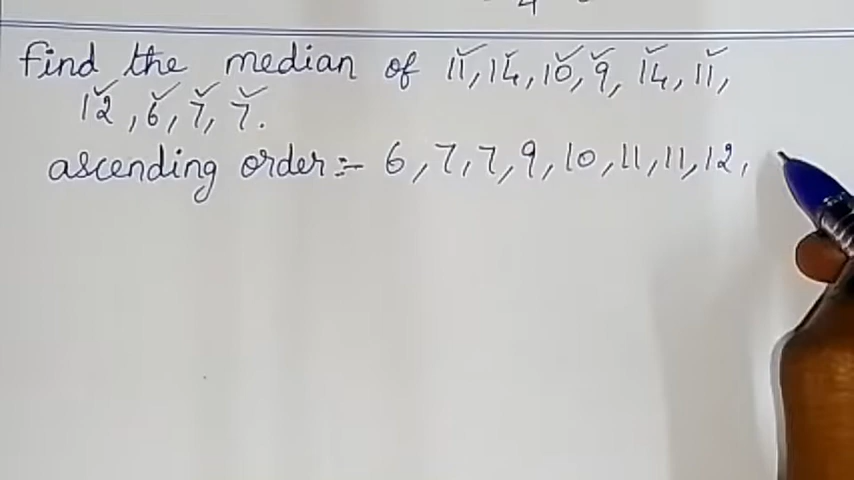 find the median of 11, 14, 10, 9, 14, 11,
12, 6, 7, 7.
ascending order:- 6, 7, 7, 9, 10, 11, 11, 12,